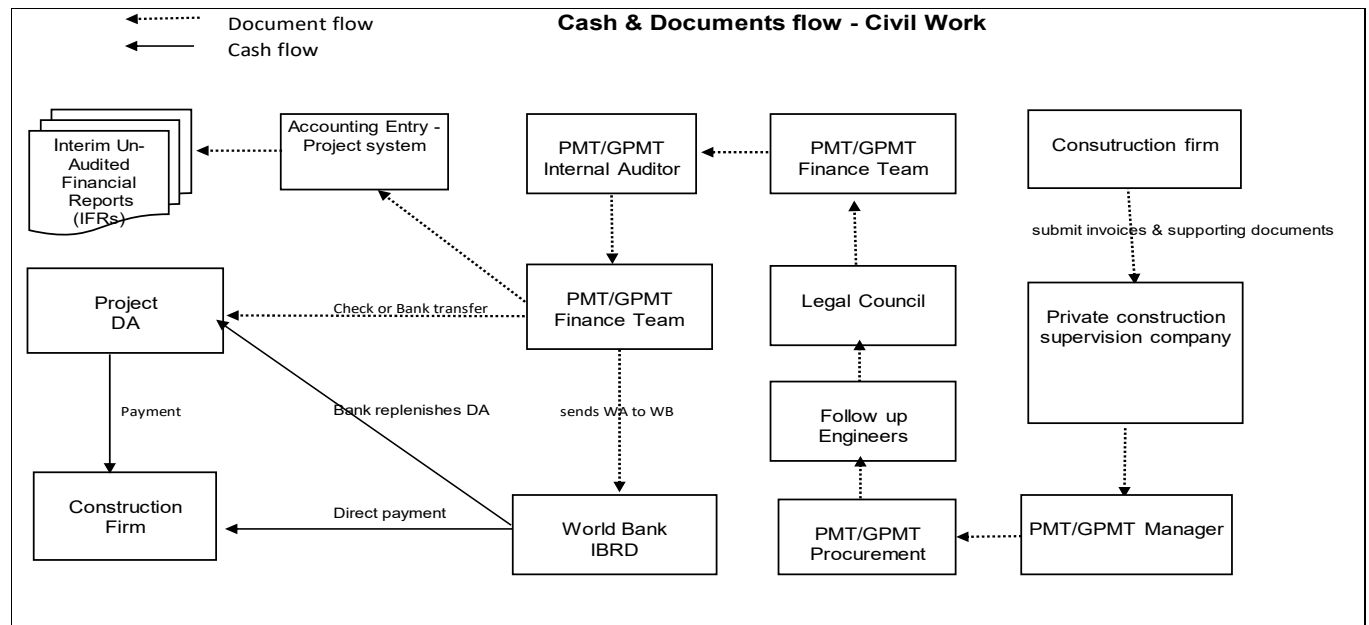 Cash & Documents flow - Civil Work
Document flow
Cash flow
Interim Un-
Audited
Financial
Reports
(IFRs)
Accounting Entry -
Project system
PMT/GPMT
Internal Auditor
PMT/GPMT
Finance Team
Consutruction firm
submit invoices & supporting documents
Project
DA
Check or Bank transfer
PMT/GPMT
Finance Team
Legal Council
Private construction
supervision company
Payment
Bank replenishes DA
sends WA to WB
Follow up
Engineers
Construction
Firm
Direct payment
World Bank
IBRD
PMT/GPMT
Procurement
PMT/GPMT Manager